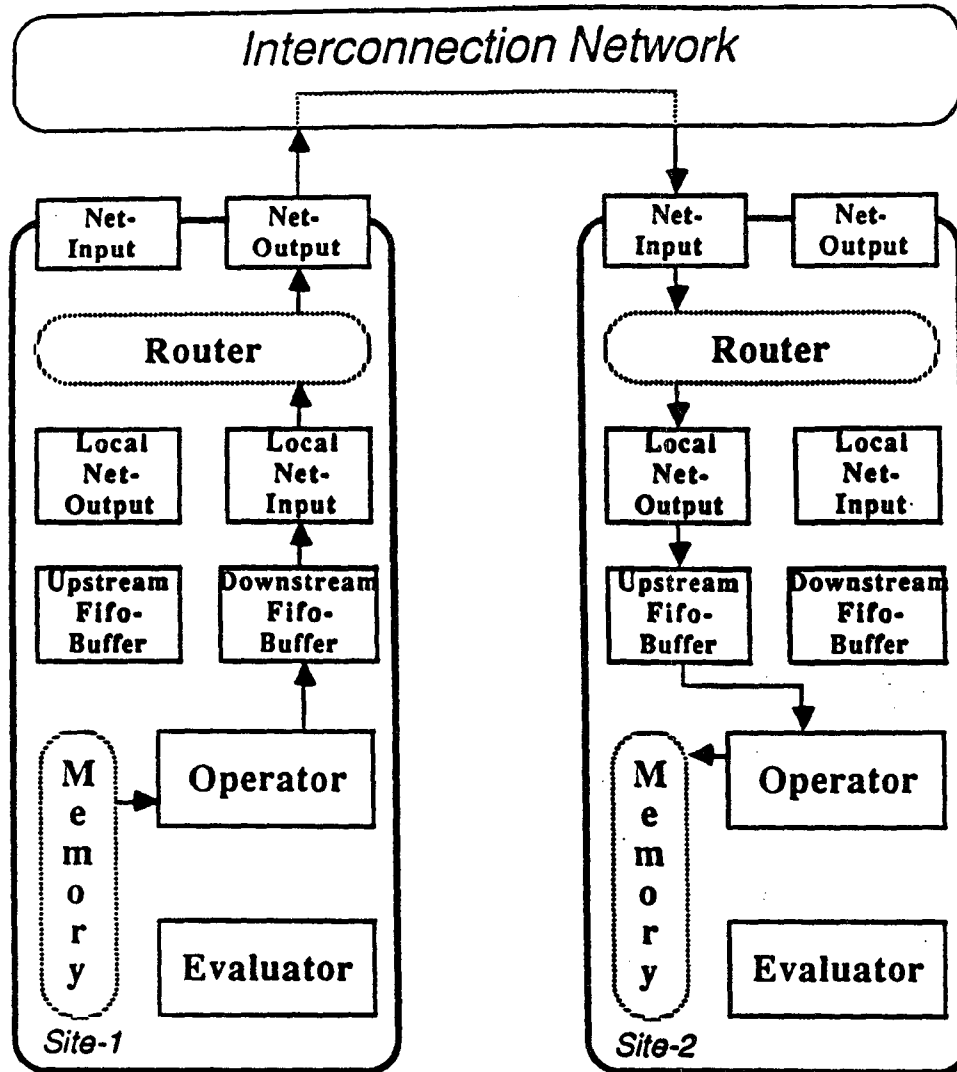 Interconnection Network
Net-
Input
Net-
Output
Router
Local
Net-
Output
Local
Net-
Input
Upstream
Fifo-
Buffer
Downstream
Fifo-
Buffer
M
e
m
o
r
y
Operator
Evaluator
Site-1
Net-
Input
Net-
Output
Router
Local
Net-
Output
Local
Net-
Input
Upstream
Fifo-
Buffer
Downstream
Fifo-
Buffer
M
e
m
o
r
y
Operator
Evaluator
Site-2